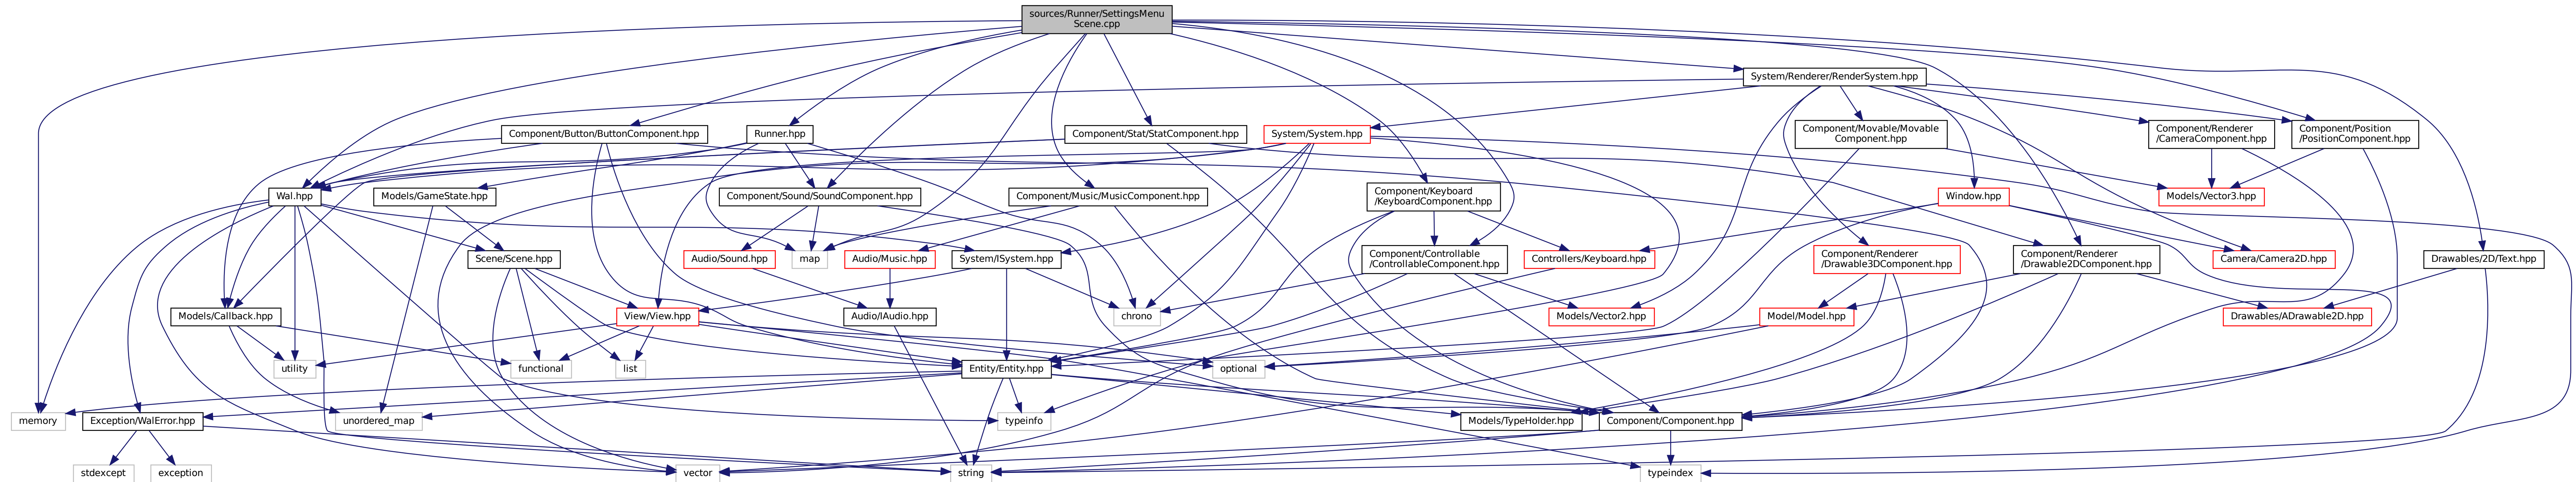 sources/Runner/SettingsMenu
Scene.cpp
System/Renderer/RenderSystem.hpp
Component/Button/ButtonComponent.hpp
Runner.hpp
Component/Stat/StatComponent.hpp
System/System.hpp
Component/Movable/Movable
Component.hpp
Component/Renderer
/CameraComponent.hpp
Component/Position
/PositionComponent.hpp
Wal.hpp
Models/GameState.hpp
Component/Sound/SoundComponent.hpp
Component/Music/MusicComponent.hpp
Component/Keyboard
/KeyboardComponent.hpp
Window.hpp
Models/Vector3.hpp
Scene/Scene.hpp
Audio/Sound.hpp
map
Audio/Music.hpp
System/ISystem.hpp
Component/Controllable
/ControllableComponent.hpp
Controllers/Keyboard.hpp
Component/Renderer
/Drawable3DComponent.hpp
Component/Renderer
/Drawable2DComponent.hpp
Camera/Camera2D.hpp
Drawables/2D/Text.hpp
Models/Callback.hpp
View/View.hpp
Audio/IAudio.hpp
chrono
Models/Vector2.hpp
Model/Model.hpp
Drawables/ADrawable2D.hpp
utility
functional
list
Entity/Entity.hpp
optional
memory
Exception/WalError.hpp
unordered_map
typeinfo
Models/TypeHolder.hpp
Component/Component.hpp
stdexcept
exception
vector
string
typeindex